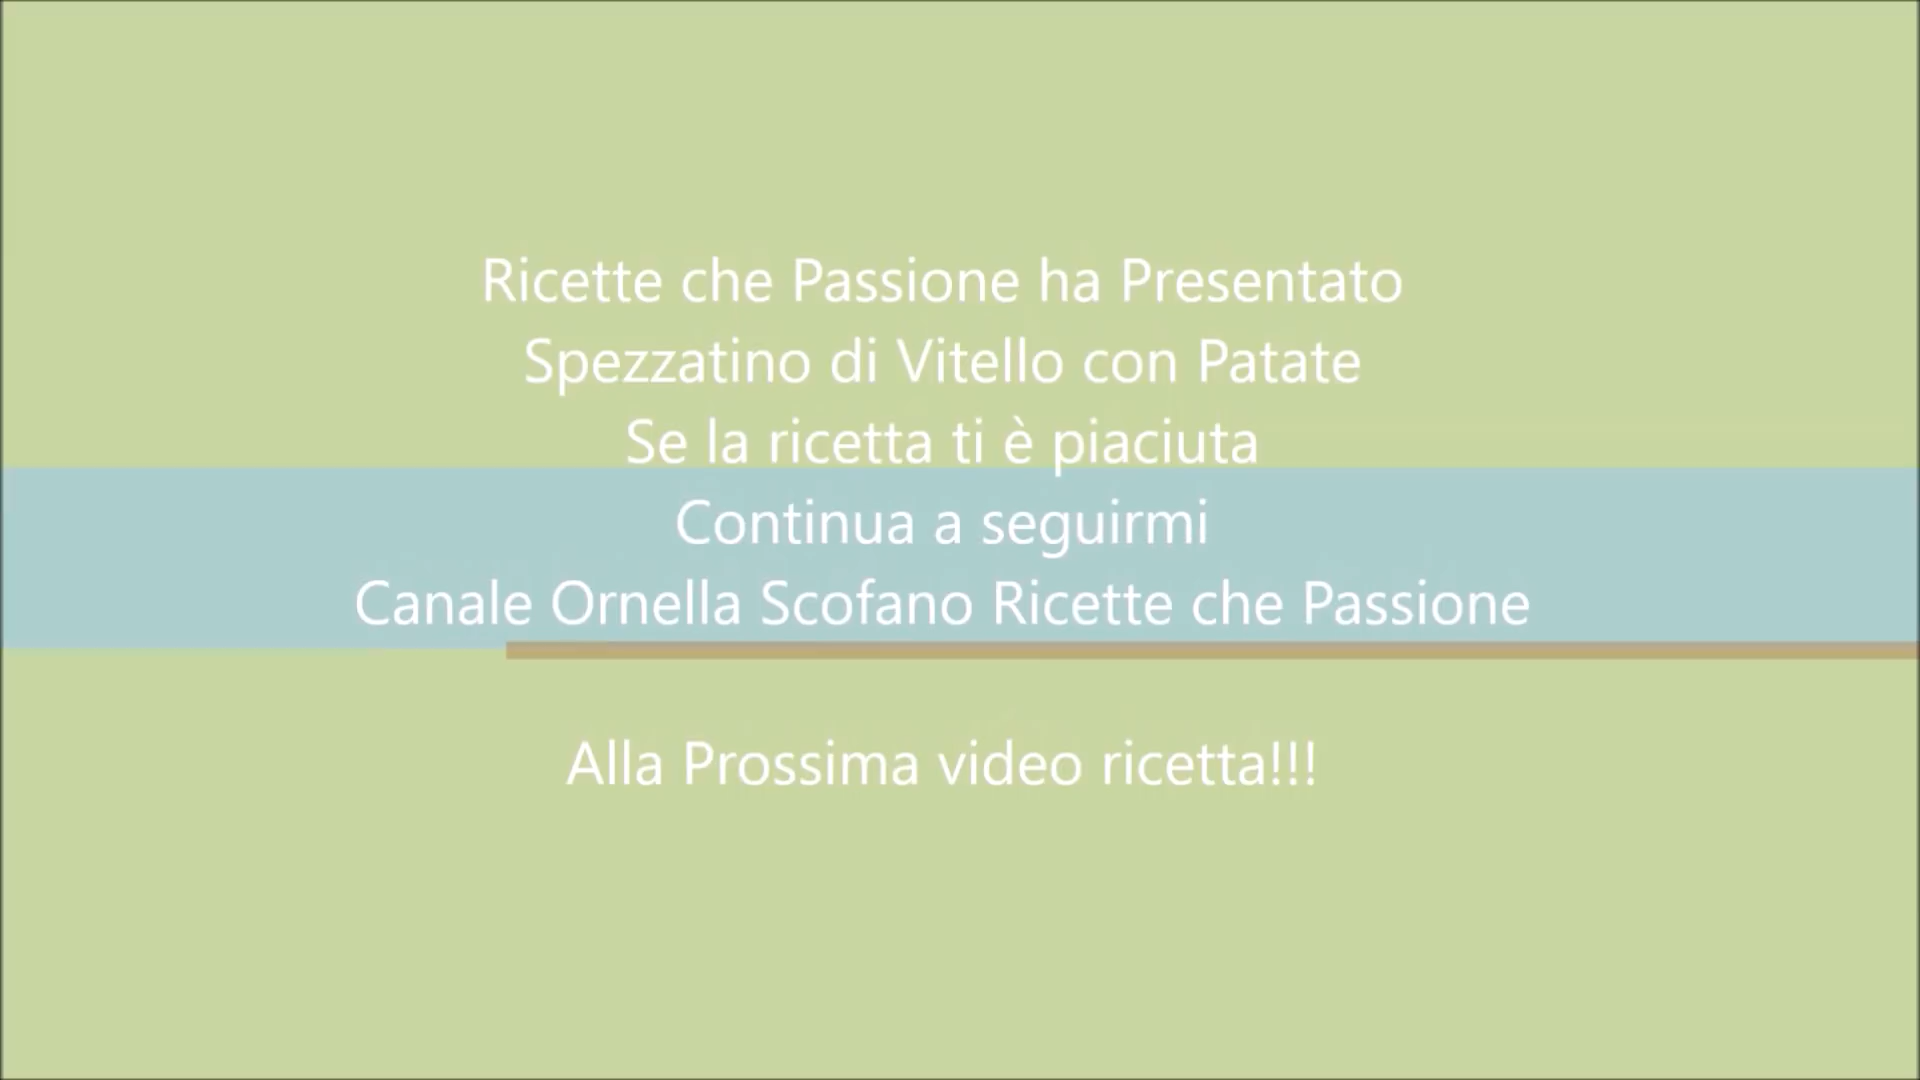 Ricette che Passione ha Presentato
Spezzatino di Vitello con Patate
Se la ricetta ti è piaciuta
Continua a seguirmi
Canale Ornella Scofano Ricette che Passione
Alla Prossima video ricetta!!!